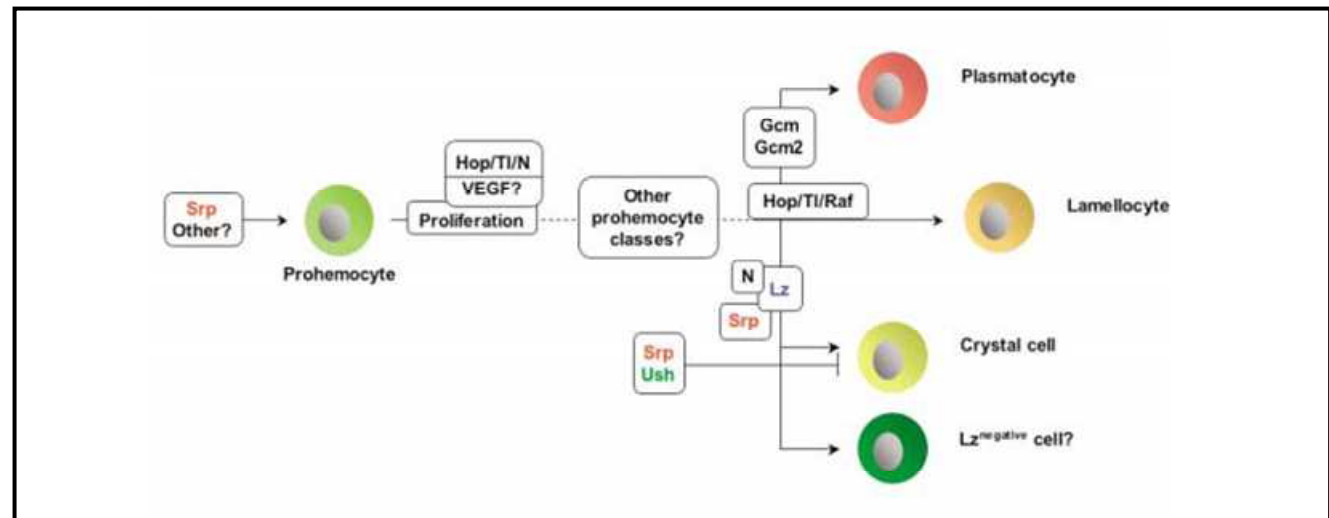 Plasmatocyte
Gcm
Gcm2
Hop/Tl/N
VEGF?
Proliferation
Other
prohemocyte
classes?
Hop/Tl/Raf
Lamellocyte
Srp
Other?
Prohemocyte
N
Lz
Srp
Srp
Ush
Crystal cell
Lznegative cell?